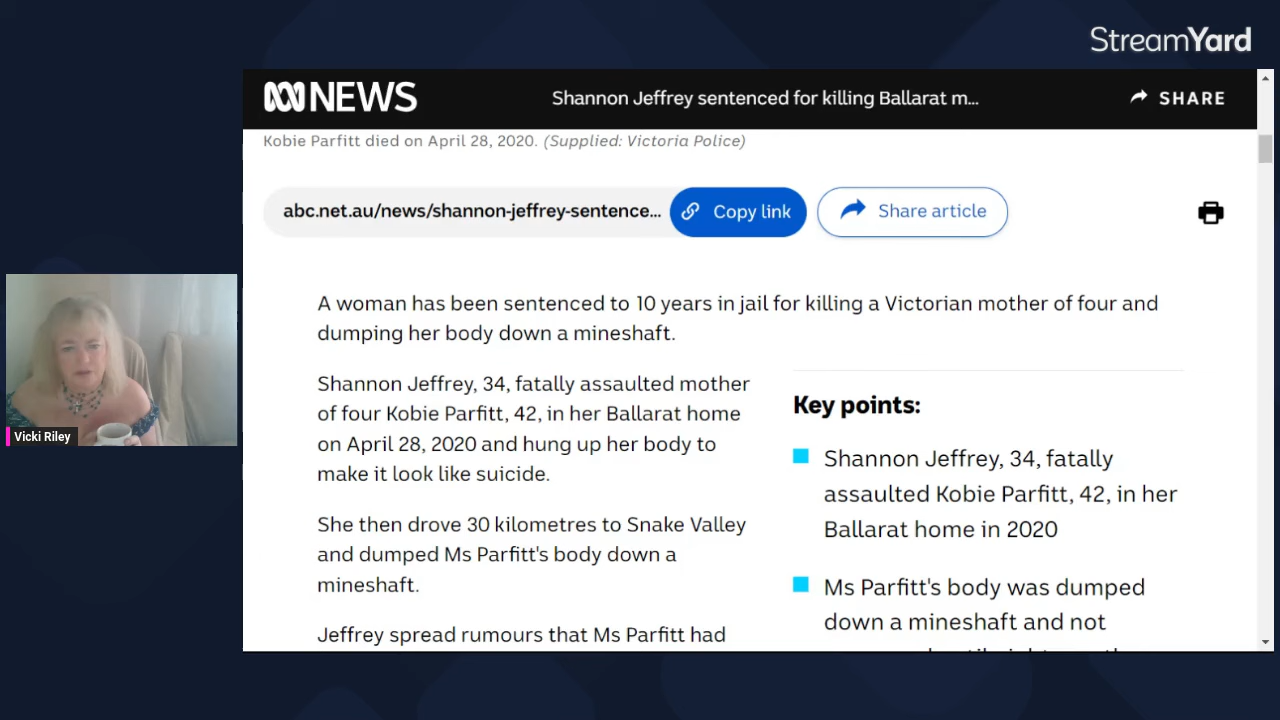 StreamYard
NEWS
Shannon Jeffrey sentenced for killing Ballarat m...
SHARE
Kobie Parfitt died on April 28, 2020. (Supplied: Victoria Police)
abc.net.au/news/shannon-jeffrey-sentence...
Copy link
Share article
A woman has been sentenced to 10 years in jail for killing a Victorian mother of four and
dumping her body down a mineshaft.
Shannon Jeffrey, 34, fatally assaulted mother
of four Kobie Parfitt, 42, in her Ballarat home
on April 28, 2020 and hung up her body to
make it look like suicide.
She then drove 30 kilometres to Snake Valley
and dumped Ms Parfitt's body down a
mineshaft.
Jeffrey spread rumours that Ms Parfitt had
Key points:
Shannon Jeffrey, 34, fatally
assaulted Kobie Parfitt, 42, in her
Ballarat home in 2020
Ms Parfitt's body was dumped
down a mineshaft and not
Vicki Riley